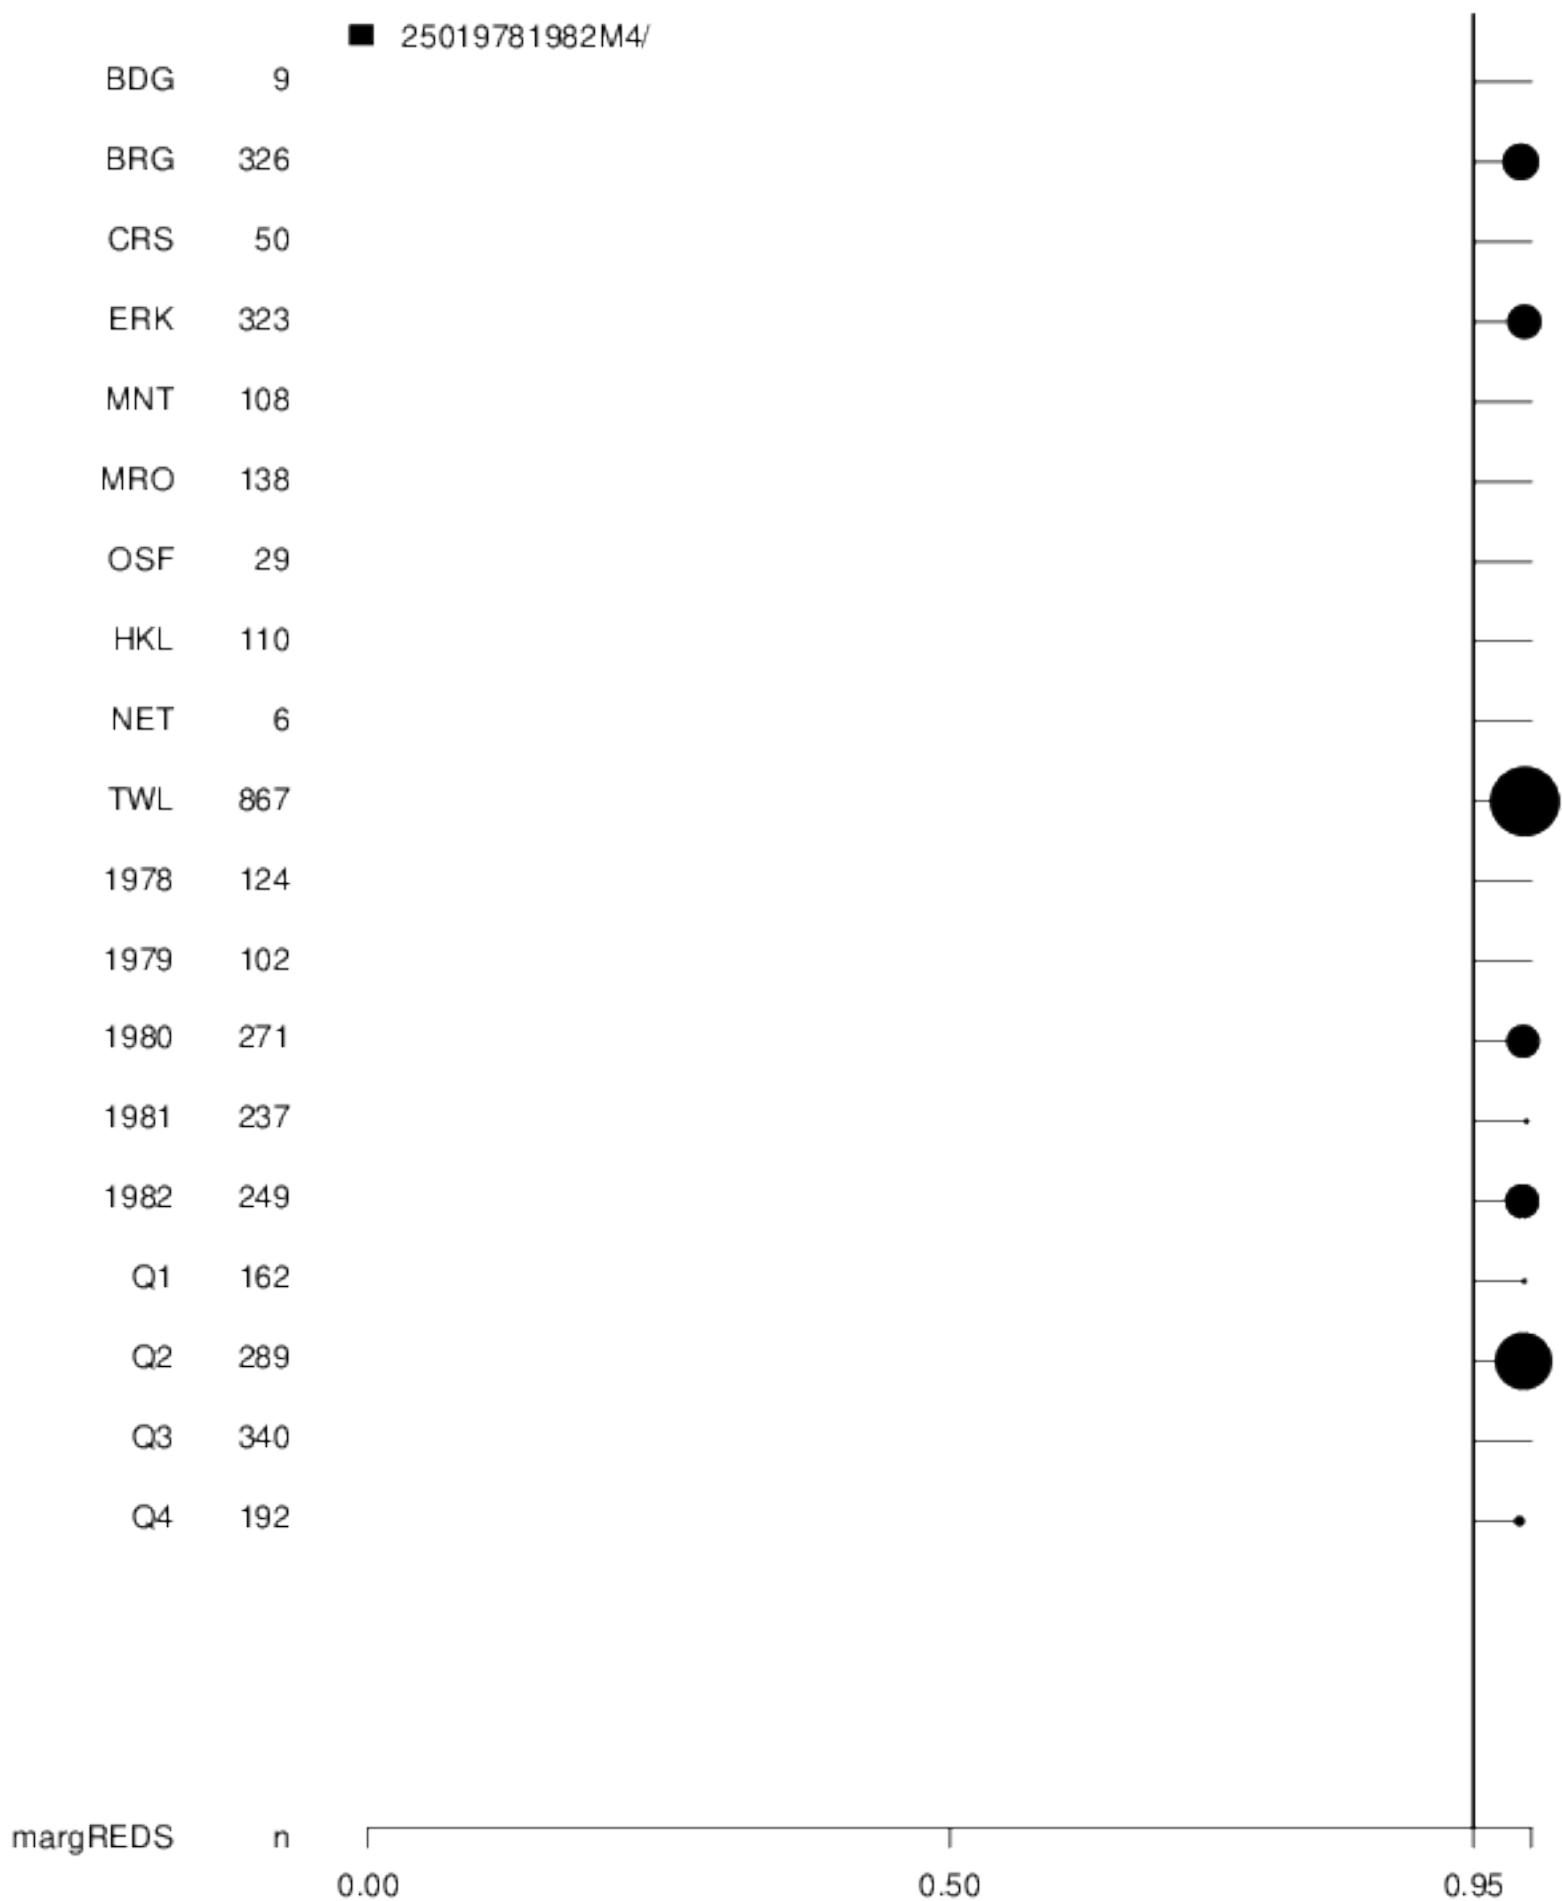 25019781982M4/
BDG 9
BRG 326
CRS 50
ERK 323
MNT 108
MRO 138
OSF 29
HKL 110
NET 6
TWL 867
1978 124
1979 102
1980 271
1981 237
1982 249
Q1 162
Q2 289
Q3 340
Q4 192
margREDS n
0.00 0.50 0.95